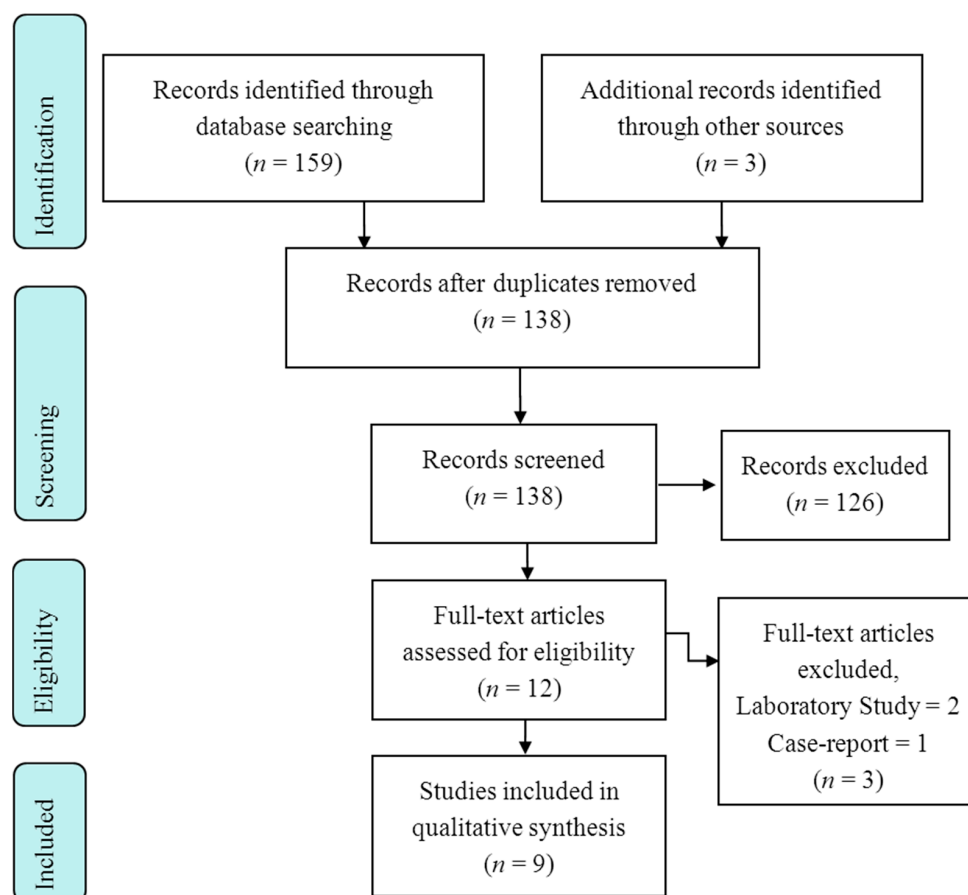 Identification
Records identified through
database searching
(n = 159)
Additional records identified
through other sources
(n = 3)
Records after duplicates removed
(n = 138)
Screening
Records screened
(n = 138)
Records excluded
(n = 126)
Eligibility
Full-text articles
assessed for eligibility
(n = 12)
Full-text articles
excluded,
Laboratory Study = 2
Case-report = 1
(n = 3)
Included
Studies included in
qualitative synthesis
(n = 9)